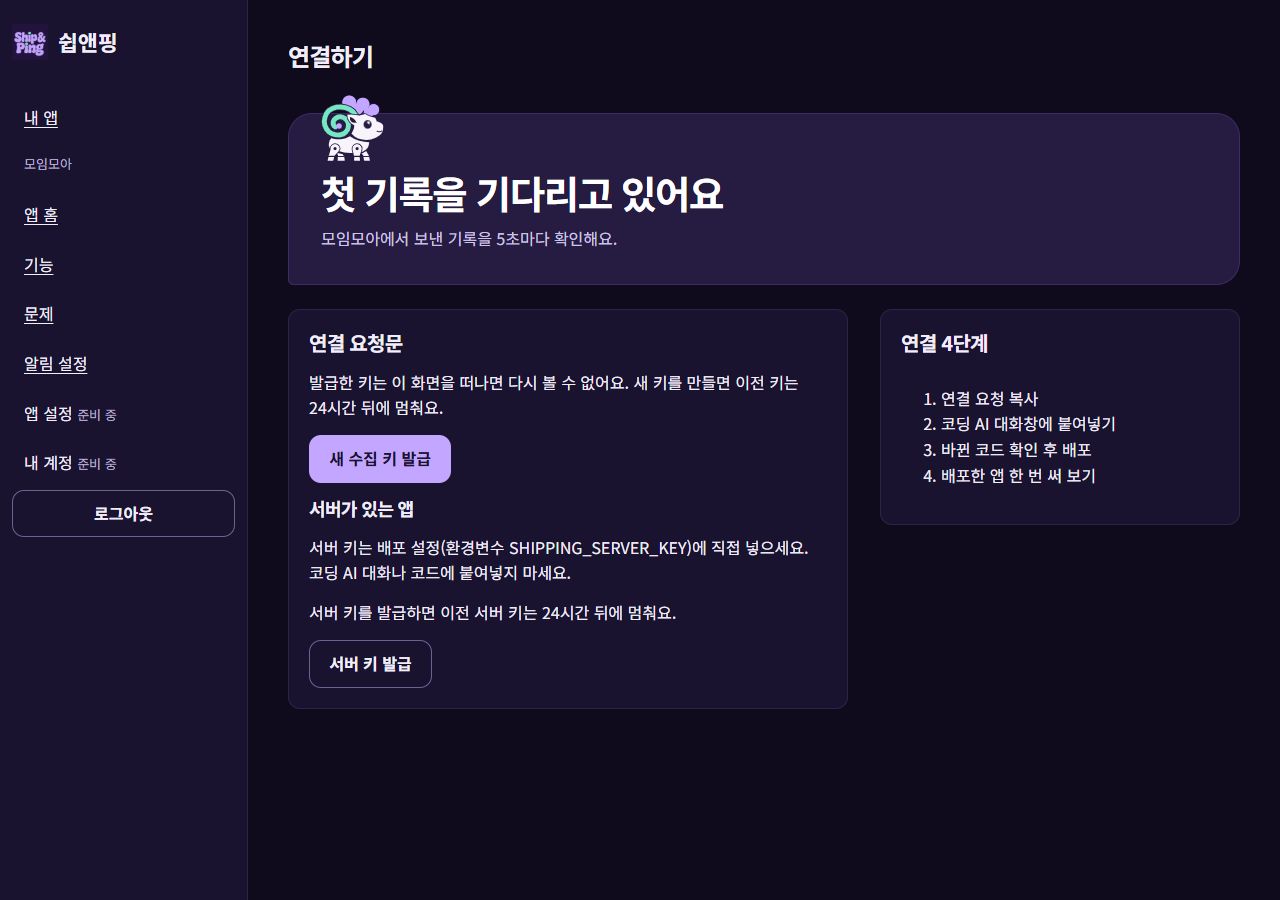 Ship&
Ping
쉽앤핑
내 앱
모임모아
앱 홈
기능
문제
알림 설정
앱 설정 준비 중
내 계정 준비 중
로그아웃
연결하기
첫 기록을 기다리고 있어요
모임모아에서 보낸 기록을 5초마다 확인해요.
연결 요청문
발급한 키는 이 화면을 떠나면 다시 볼 수 없어요. 새 키를 만들면 이전 키는
24시간 뒤에 멈춰요.
새 수집 키 발급
서버가 있는 앱
서버 키는 배포 설정(환경변수 SHIPPING_SERVER_KEY)에 직접 넣으세요.
코딩 AI 대화나 코드에 붙여넣지 마세요.
서버 키를 발급하면 이전 서버 키는 24시간 뒤에 멈춰요.
서버 키 발급
연결 4단계
1. 연결 요청 복사
2. 코딩 AI 대화창에 붙여넣기
3. 바뀐 코드 확인 후 배포
4. 배포한 앱 한 번 써 보기